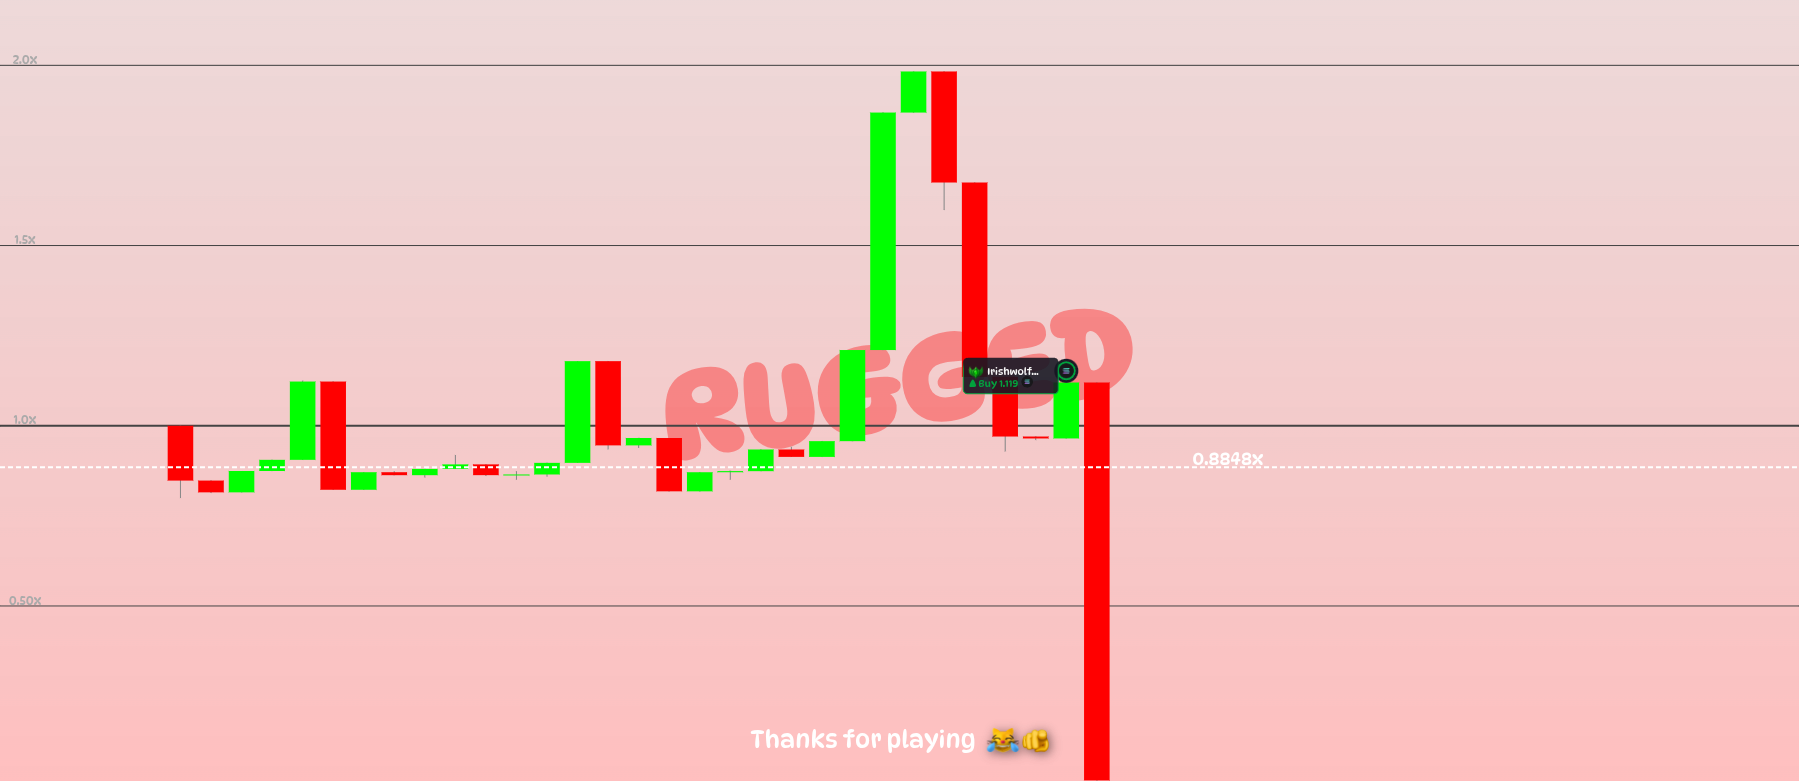 2.0x
1.5x
RUGGED
Irishwolf...
Buy 1.119
1.0x
0.8848x
0.50x
Thanks for playing 😹🫵